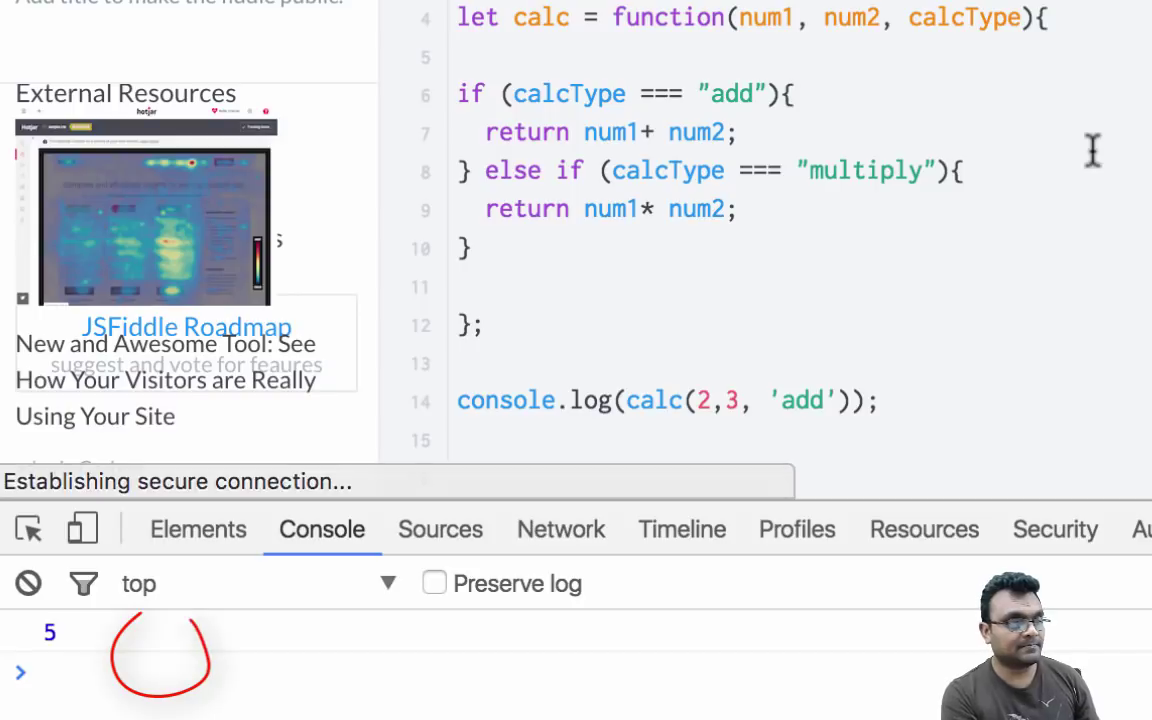 Add title to make the fiddle public.
External Resources
hotjar
JSFiddle Roadmap
suggest and vote for feaures
New and Awesome Tool: See
How Your Visitors are Really
Using Your Site
4 let calc = function(num1, num2, calcType){
5
6 if (calcType === "add"){
7 return num1+ num2;
8 } else if (calcType === "multiply"){
9 return num1* num2;
10 }
11
12 };
13
14 console.log(calc(2,3, 'add'));
15
Establishing secure connection...
Elements Console Sources Network Timeline Profiles Resources Security Au
top Preserve log
5